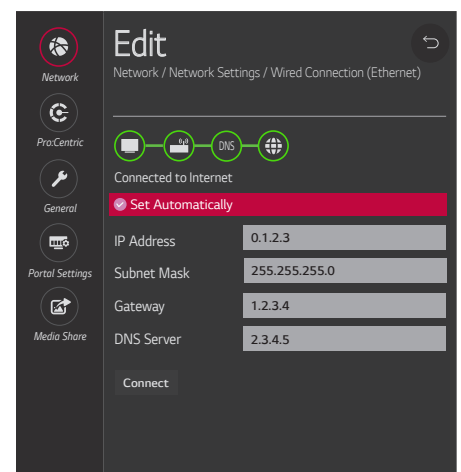 Edit
Network / Network Settings / Wired Connection (Ethernet)
Network
Pro:Centric
General
Portal Settings
Media Share
DNS
Connected to Internet
Set Automatically
IP Address 0.1.2.3
Subnet Mask 255.255.255.0
Gateway 1.2.3.4
DNS Server 2.3.4.5
Connect